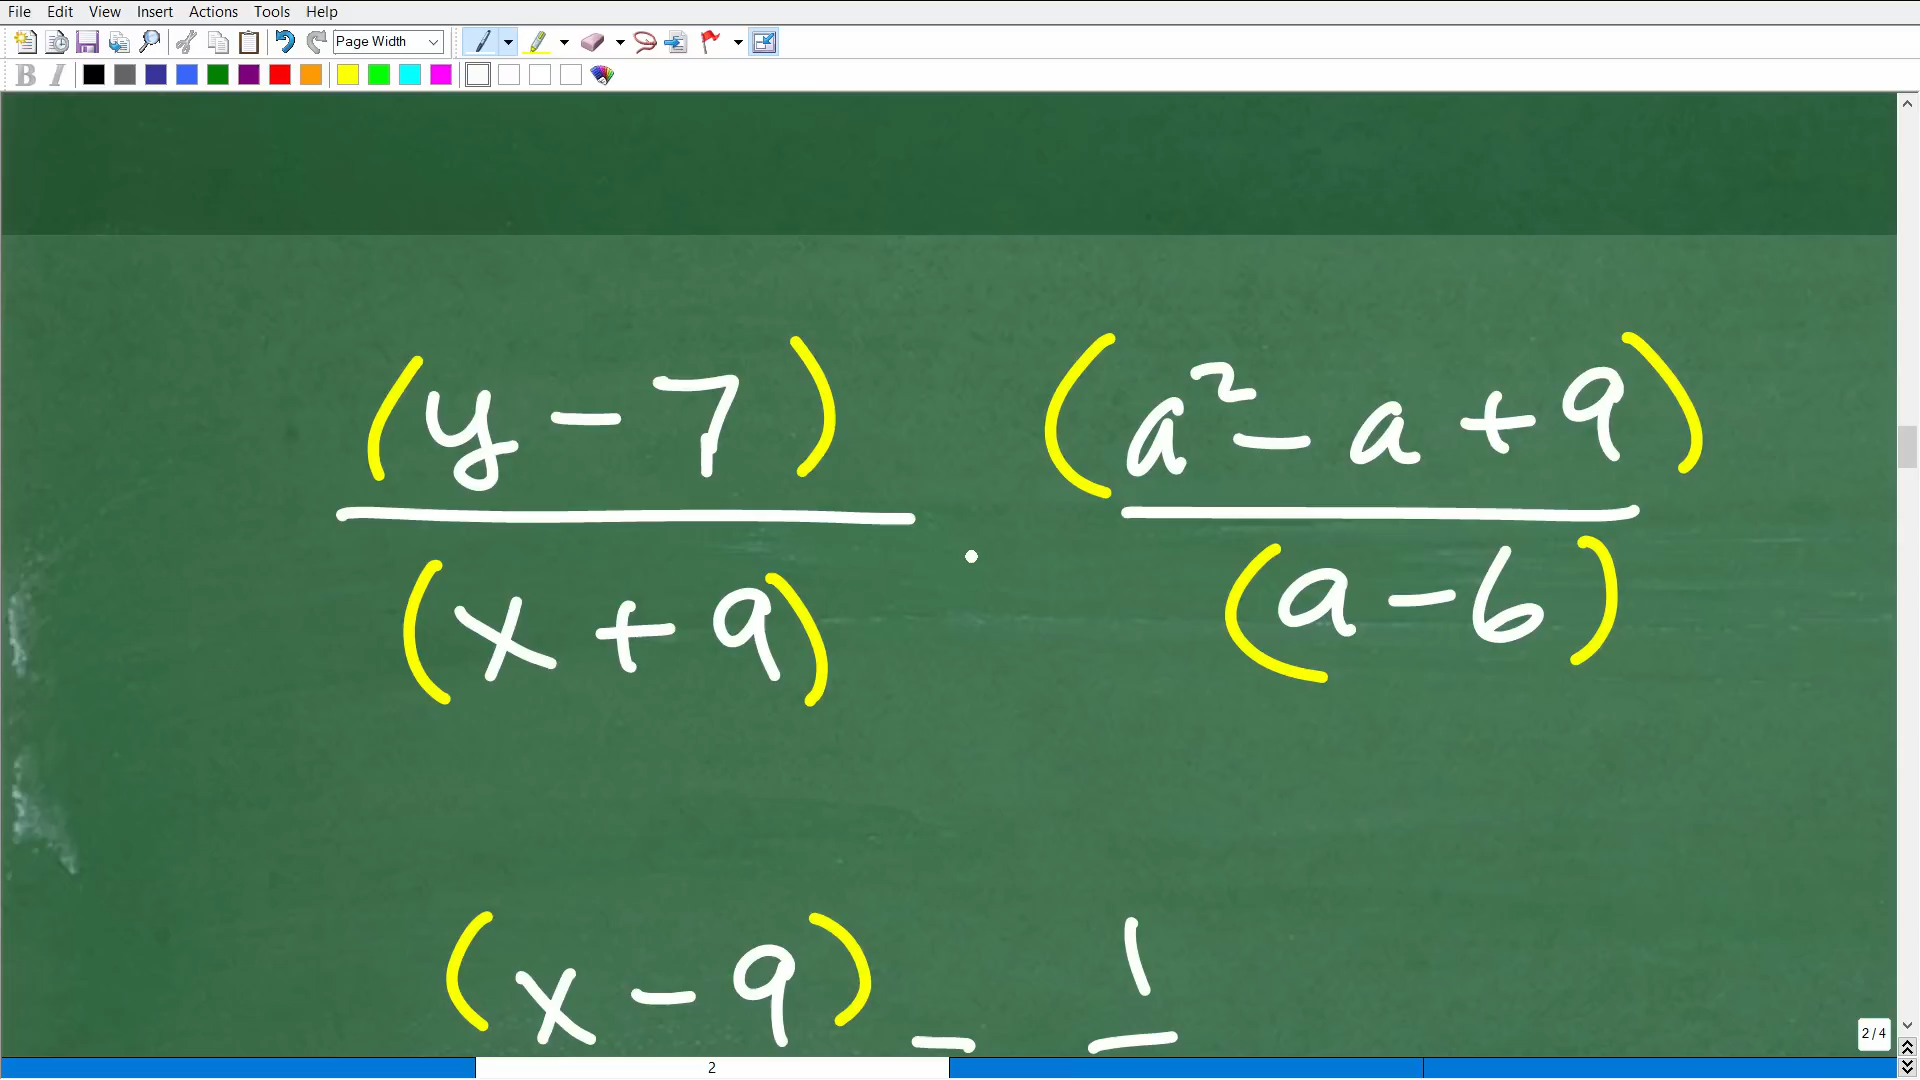 File Edit View Insert Actions Tools Help
Page Width
B I
(y - 7) (a² - a + 9)
(x + 9) (a - 6)
(x - 9) - 1
2/4
2